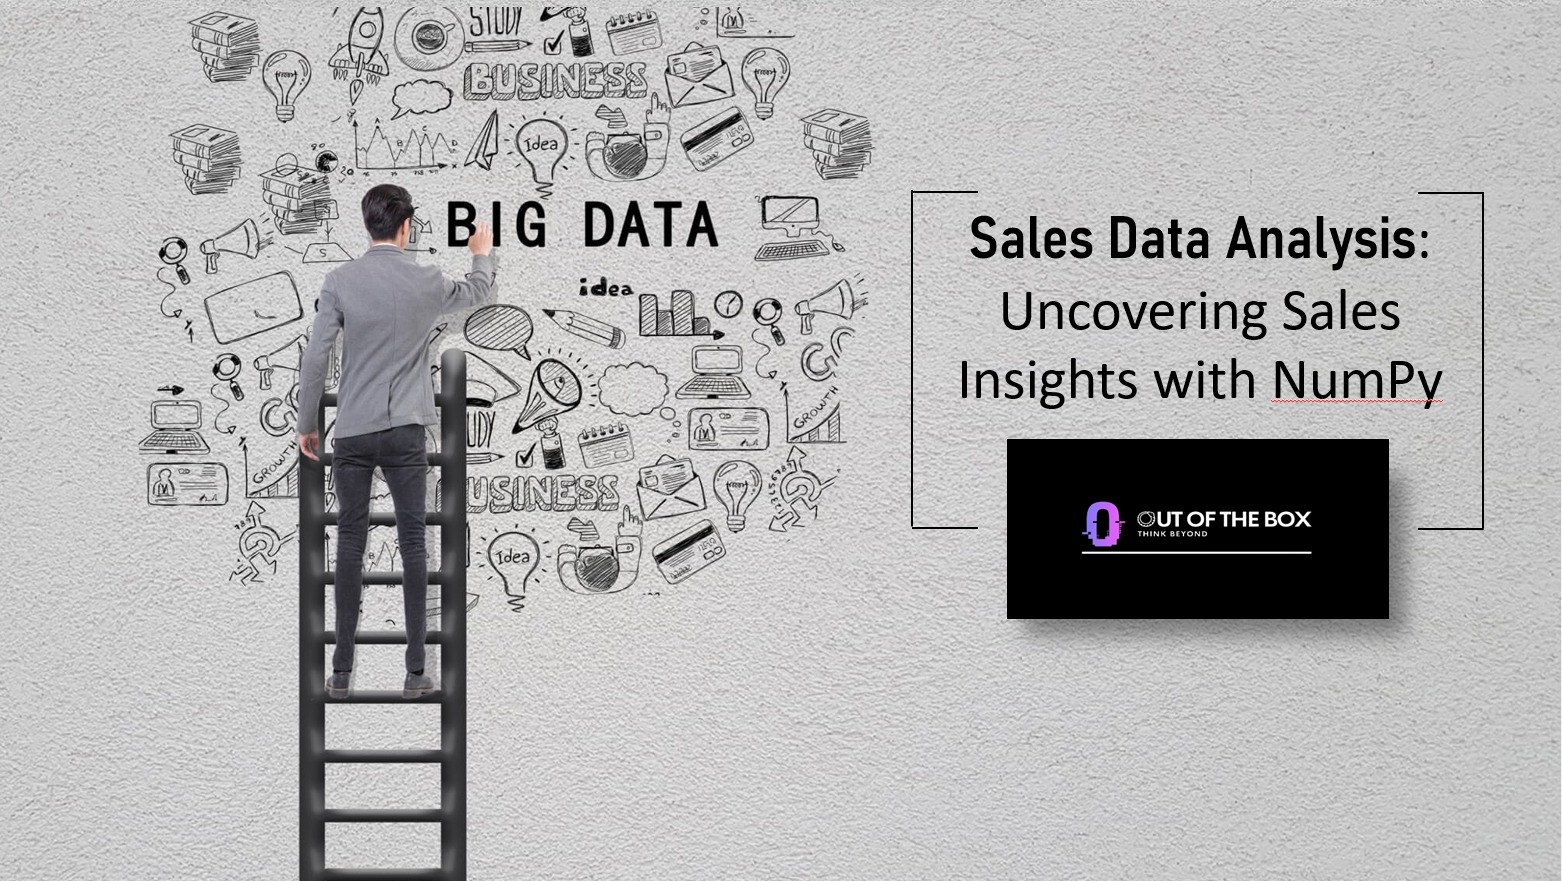 STUDY
BUSINESS
Idea
BIG DATA
idea
GROWTH
GROWTH
BUSINESS
Idea
Sales Data Analysis:
Uncovering Sales
Insights with NumPy
OUT OF THE BOX
THINK BEYOND